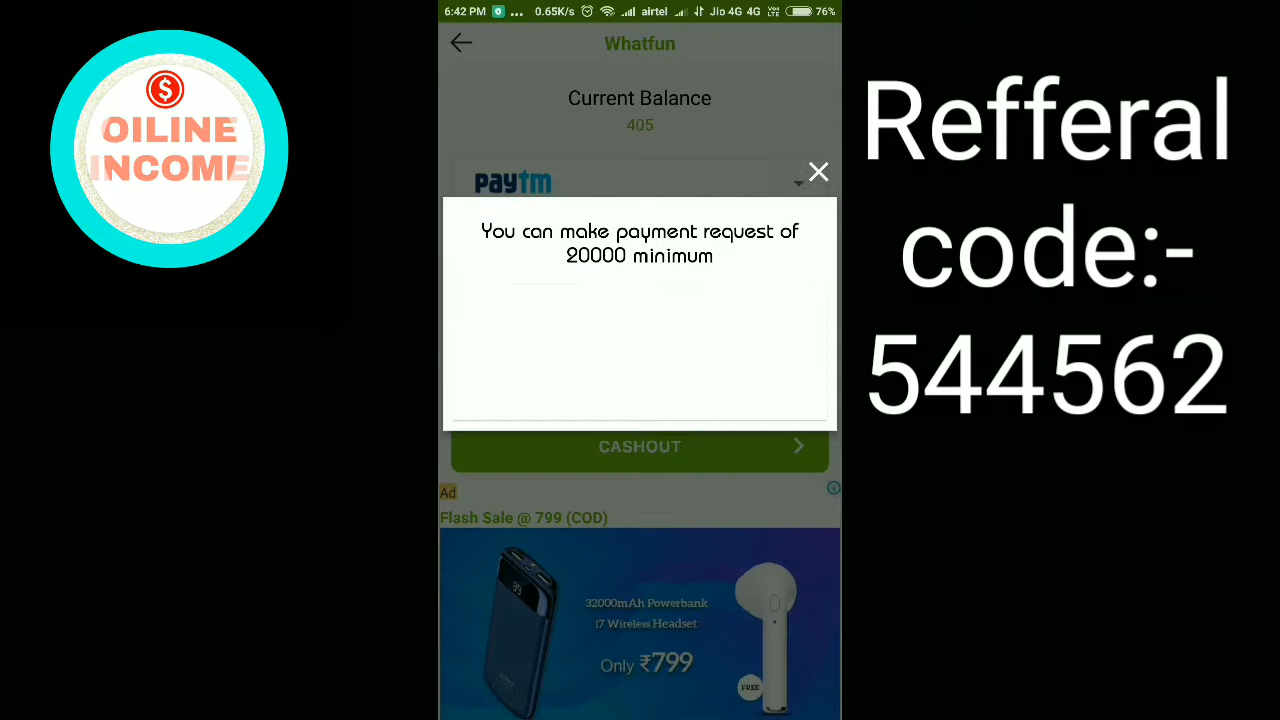 OILINE
INCOME
6:42 PM ... 0.65K/s airtel Jio 4G 4G 76%
Whatfun
Current Balance
405
paytm
You can make payment request of
20000 minimum
CASHOUT
Ad
Flash Sale @ 799 (COD)
99
32000mAh Powerbank
i7 Wireless Headset
Only ₹799
FREE
Refferal
code:-
544562